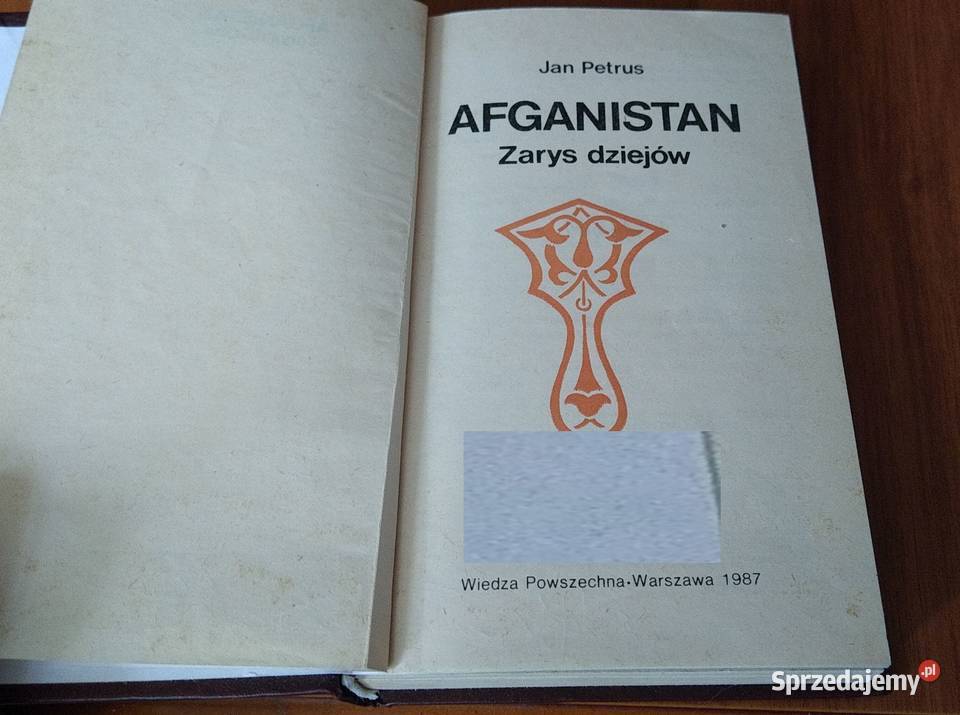 Jan Petrus
AFGANISTAN
Zarys dziejów
Wiedza Powszechna•Warszawa 1987
Sprzedajemy.pl